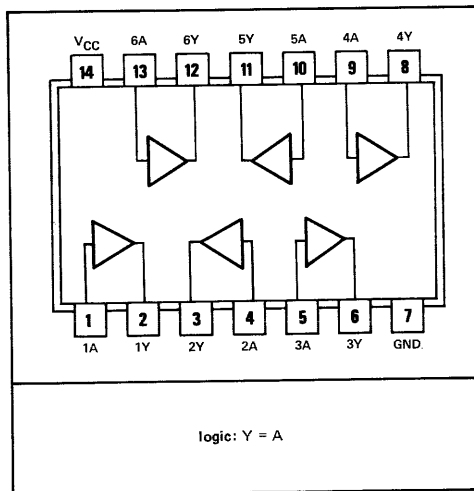 VCC 6A 6Y 5Y 5A 4A 4Y
14 13 12 11 10 9 8
1 2 3 4 5 6 7
1A 1Y 2Y 2A 3A 3Y GND.
logic: Y = A